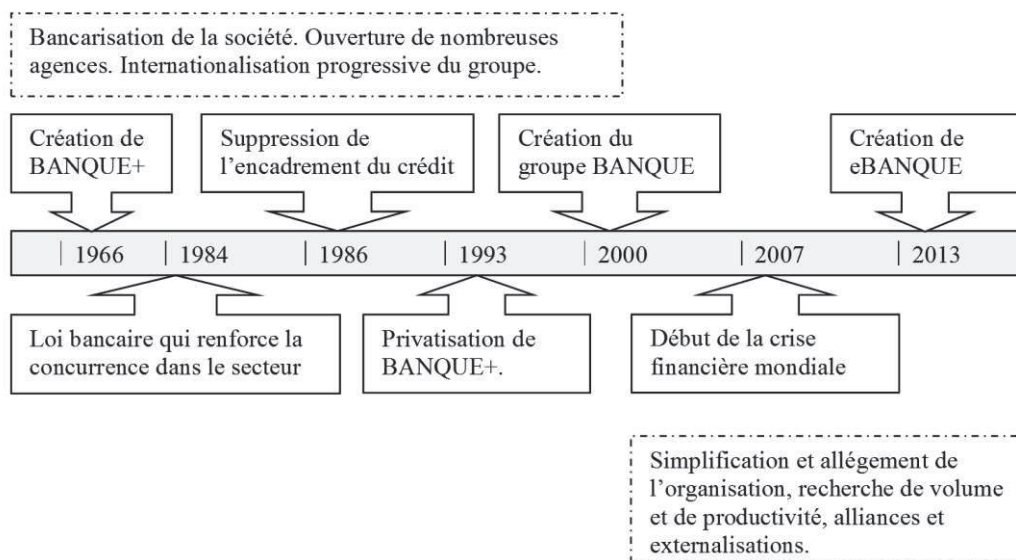 Bancarisation de la société. Ouverture de nombreuses
agences. Internationalisation progressive du groupe.
Création de
BANQUE+
Suppression de
l’encadrement du crédit
Création du
groupe BANQUE
Création de
eBANQUE
1966
1984
1986
1993
2000
2007
2013
Loi bancaire qui renforce la
concurrence dans le secteur
Privatisation de
BANQUE+.
Début de la crise
financière mondiale
Simplification et allégement de
l’organisation, recherche de volume
et de productivité, alliances et
externalisations.